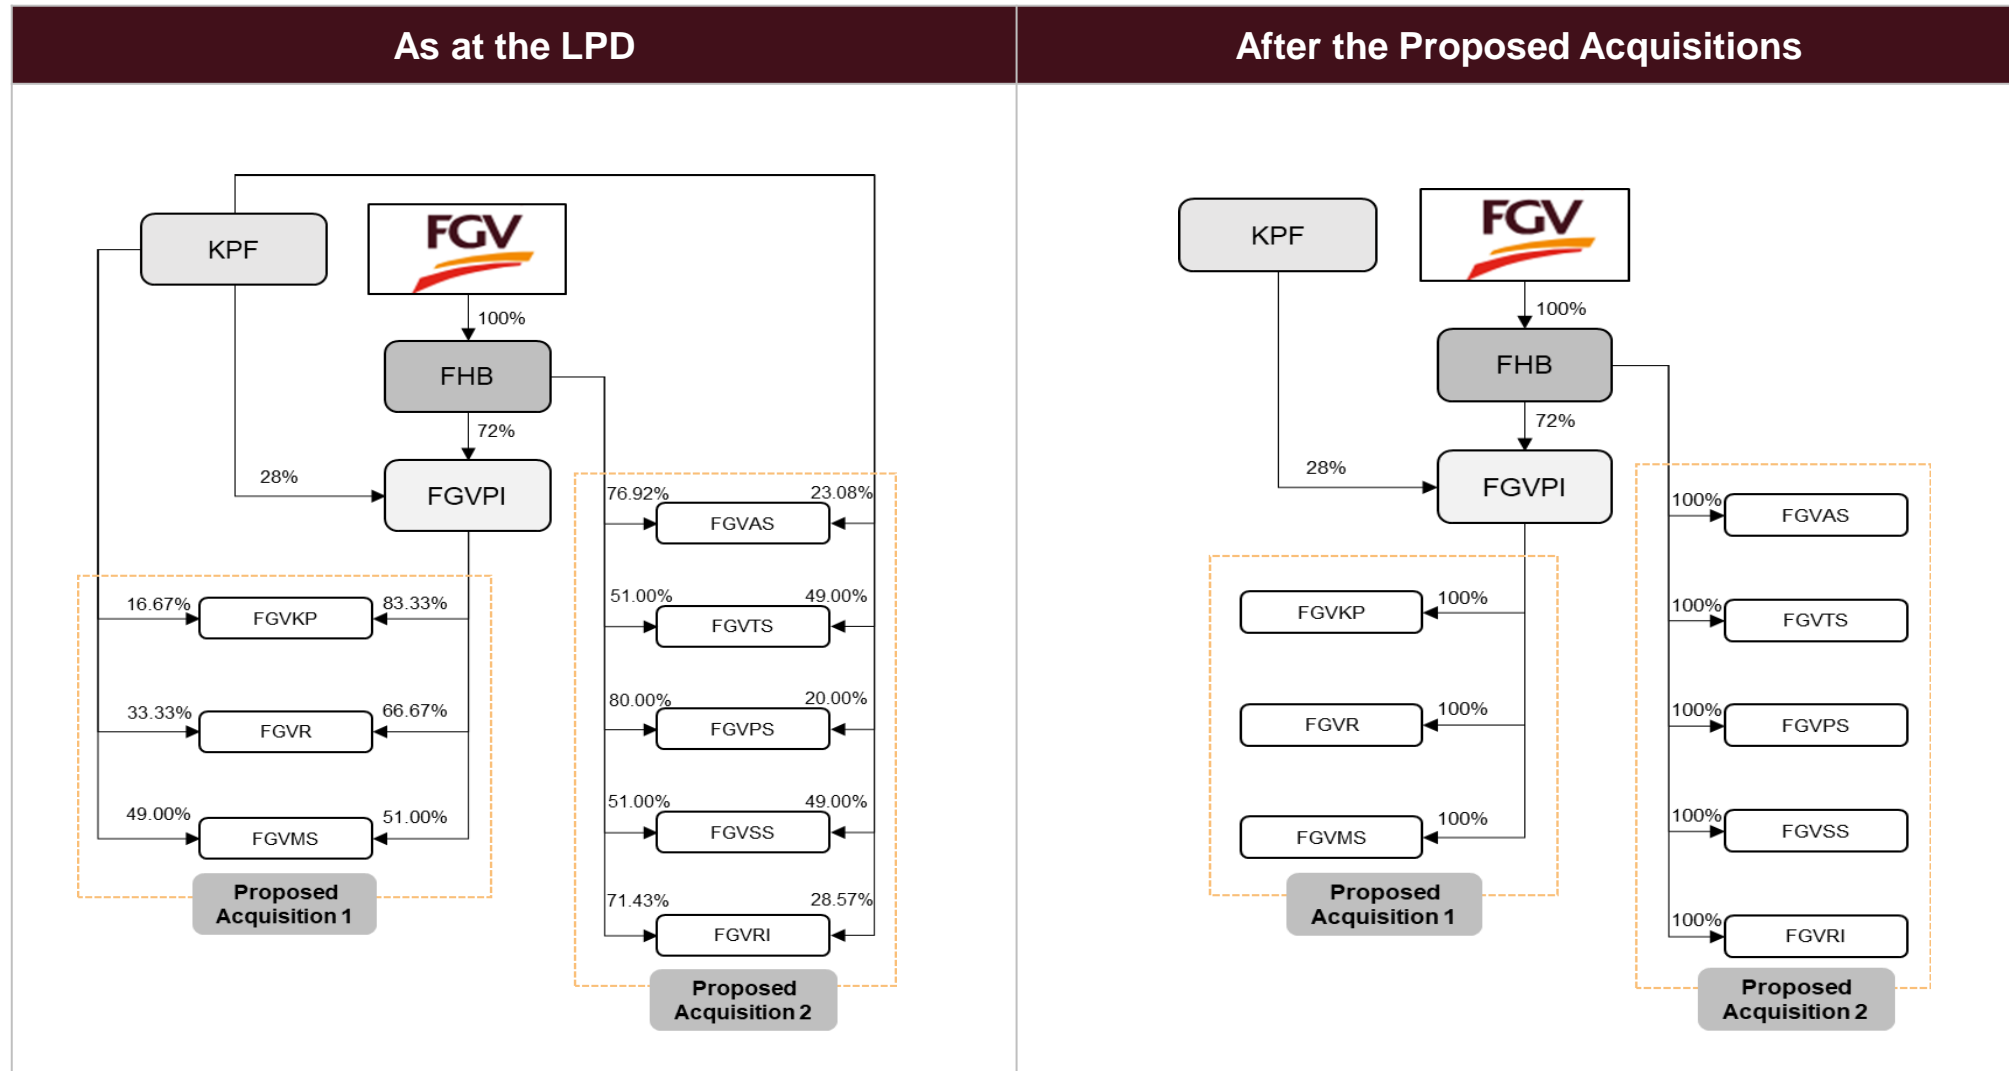 As at the LPD
After the Proposed Acquisitions
KPF
FGV
100%
FHB
72%
28%
FGVPI
76.92%
23.08%
FGVAS
16.67%
83.33%
FGVKP
51.00%
49.00%
FGVTS
33.33%
66.67%
FGVR
80.00%
20.00%
FGVPS
49.00%
51.00%
FGVMS
51.00%
49.00%
FGVSS
Proposed
Acquisition 1
71.43%
28.57%
FGVRI
Proposed
Acquisition 2
KPF
FGV
100%
FHB
72%
28%
FGVPI
100%
FGVAS
100%
FGVKP
100%
FGVTS
100%
FGVR
100%
FGVPS
100%
FGVMS
100%
FGVSS
Proposed
Acquisition 1
100%
FGVRI
Proposed
Acquisition 2